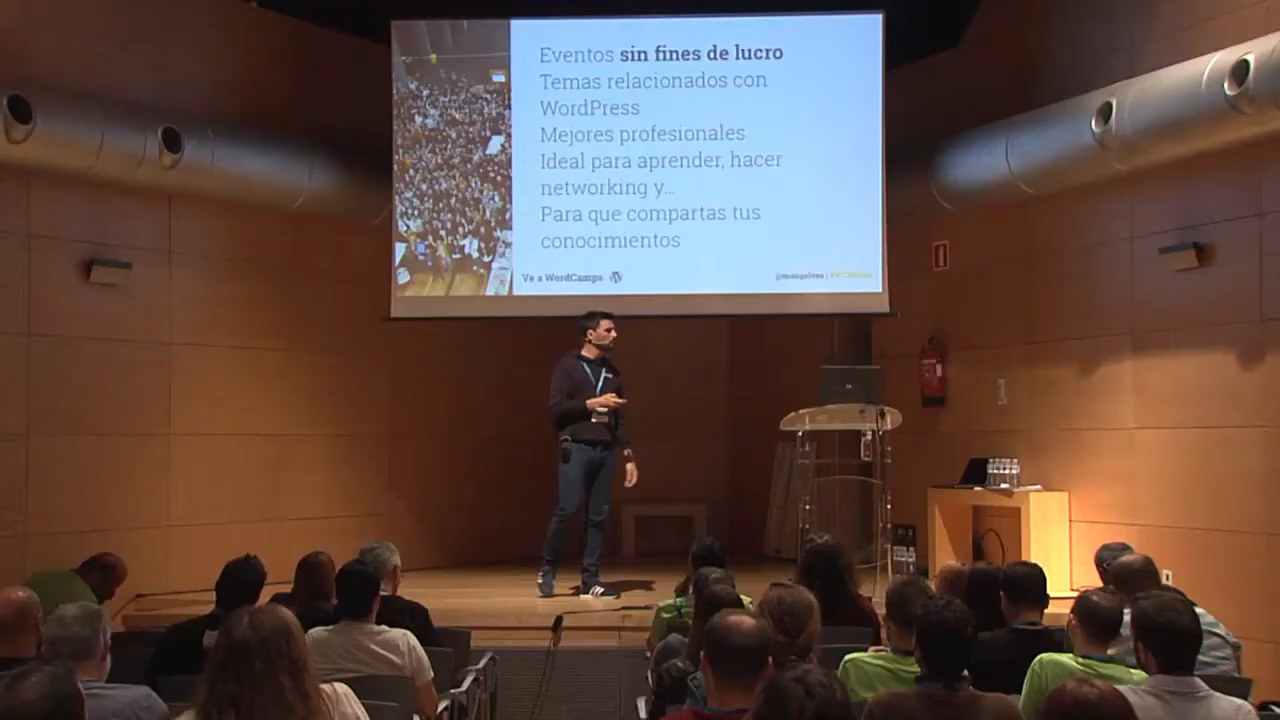 Eventos sin fines de lucro
Temas relacionados con
WordPress
Mejores profesionales
Ideal para aprender, hacer
networking y...
Para que compartas tus
conocimientos
Ve a WordCamps